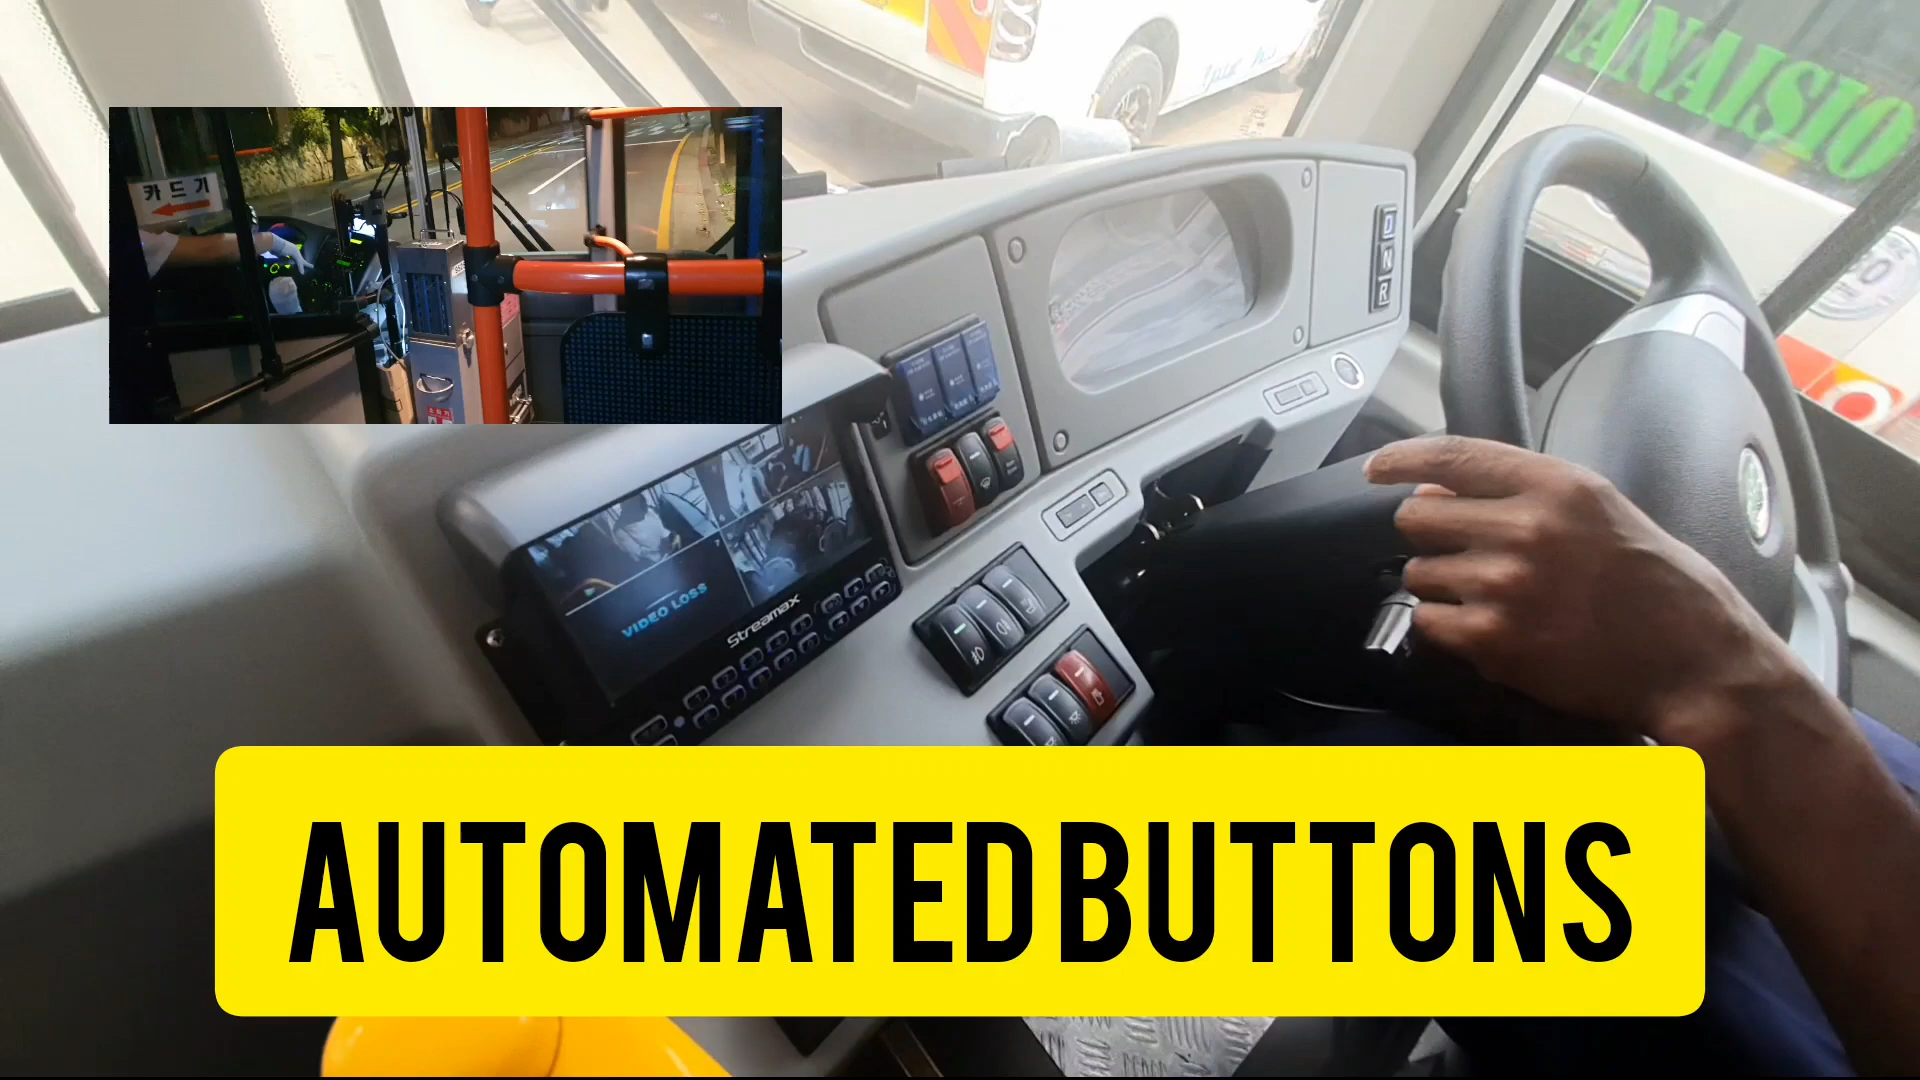 ANAISIO
카드기
D
N
R
VIDEO LOSS
Streamax
AUTOMATED BUTTONS